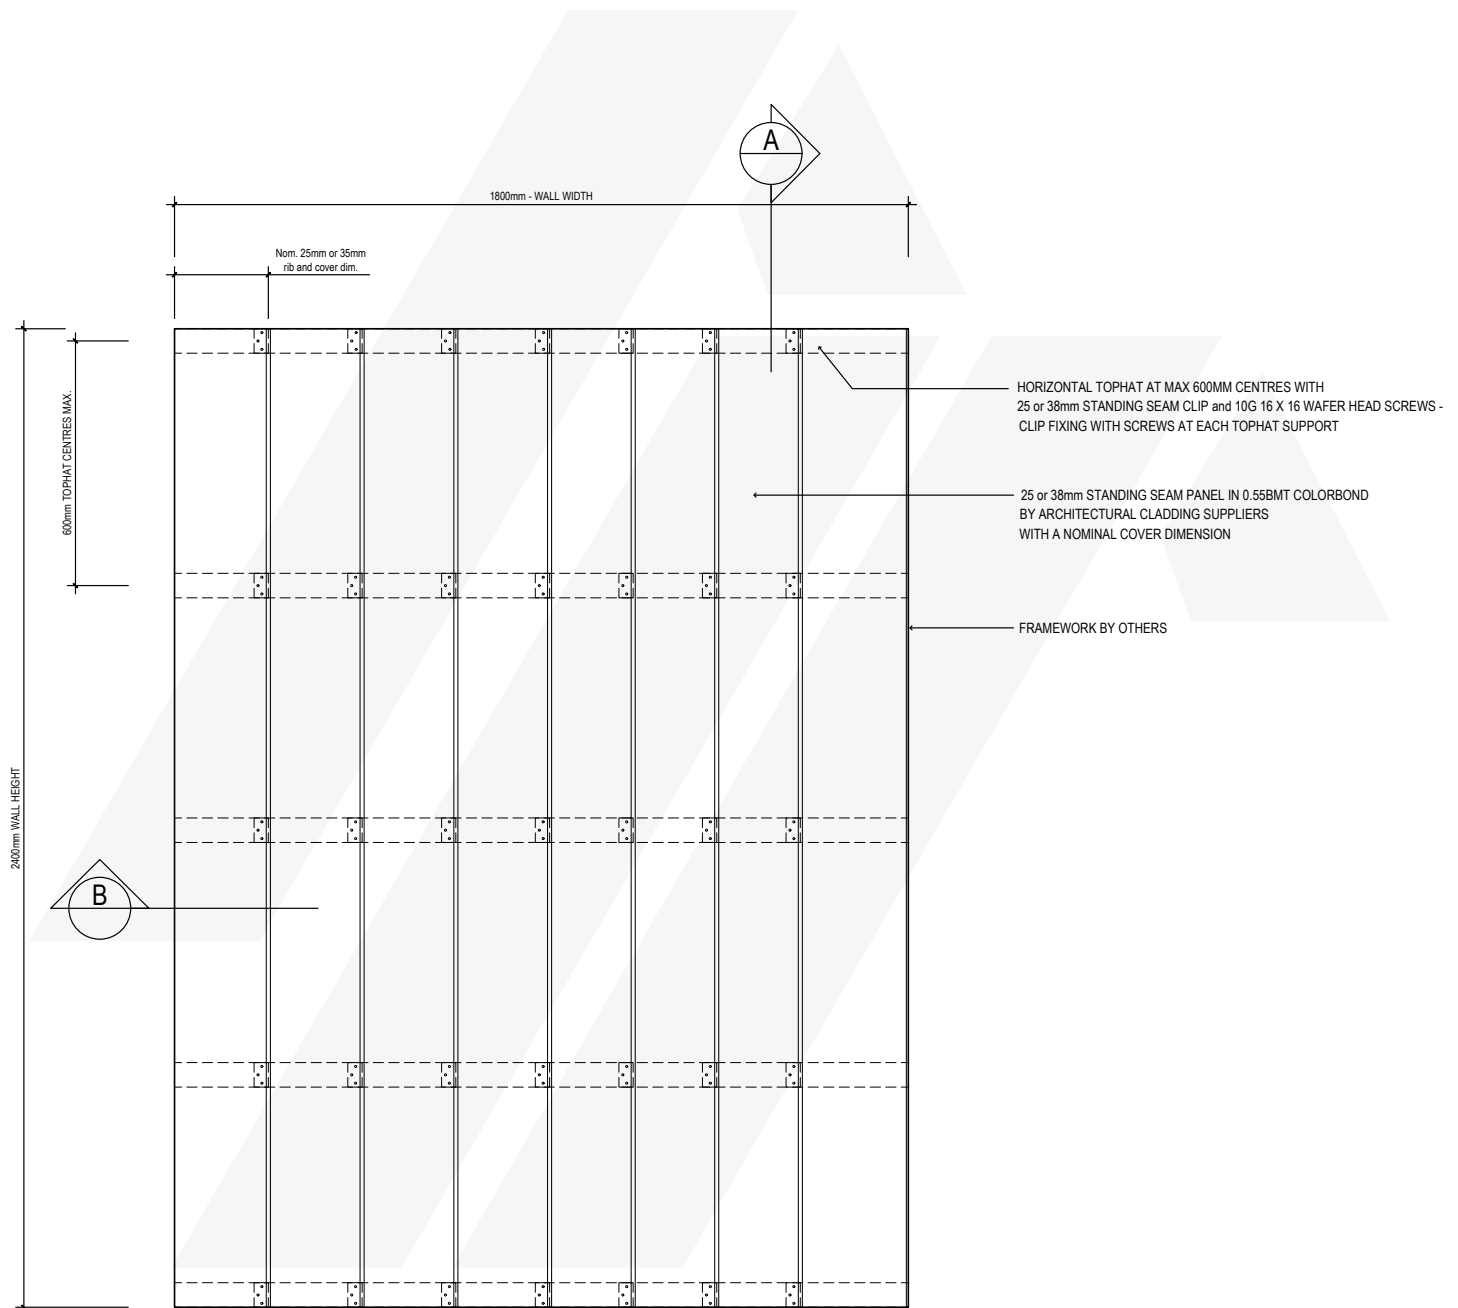 A
1800mm - WALL WIDTH
Nom. 25mm or 35mm
rib and cover dim.
600mm TOPHAT CENTRES MAX.
HORIZONTAL TOPHAT AT MAX 600MM CENTRES WITH
25 or 38mm STANDING SEAM CLIP and 10G 16 X 16 WAFER HEAD SCREWS -
CLIP FIXING WITH SCREWS AT EACH TOPHAT SUPPORT
25 or 38mm STANDING SEAM PANEL IN 0.55BMT COLORBOND
BY ARCHITECTURAL CLADDING SUPPLIERS
WITH A NOMINAL COVER DIMENSION
FRAMEWORK BY OTHERS
2400mm WALL HEIGHT
B